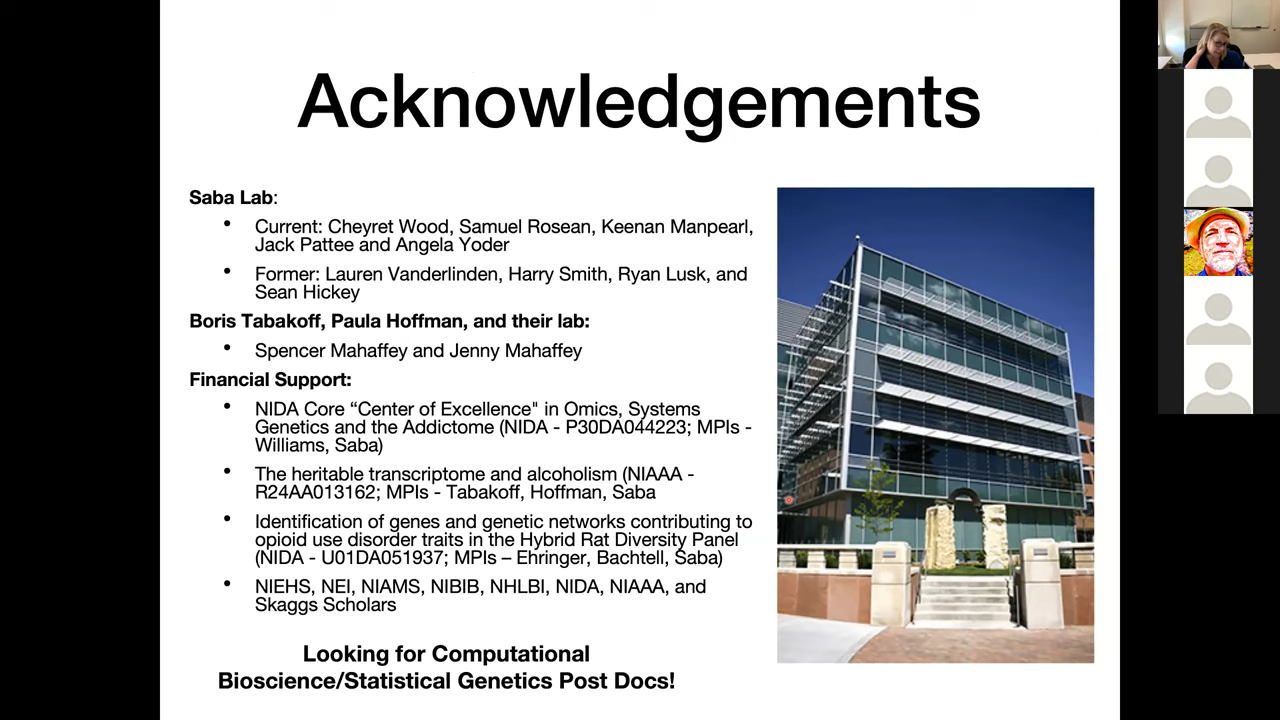 Acknowledgements
Saba Lab:
• Current: Cheyret Wood, Samuel Rosean, Keenan Manpearl,
Jack Pattee and Angela Yoder
• Former: Lauren Vanderlinden, Harry Smith, Ryan Lusk, and
Sean Hickey
Boris Tabakoff, Paula Hoffman, and their lab:
• Spencer Mahaffey and Jenny Mahaffey
Financial Support:
• NIDA Core “Center of Excellence" in Omics, Systems
Genetics and the Addictome (NIDA - P30DA044223; MPIs -
Williams, Saba)
• The heritable transcriptome and alcoholism (NIAAA -
R24AA013162; MPIs - Tabakoff, Hoffman, Saba
• Identification of genes and genetic networks contributing to
opioid use disorder traits in the Hybrid Rat Diversity Panel
(NIDA - U01DA051937; MPIs – Ehringer, Bachtell, Saba)
• NIEHS, NEI, NIAMS, NIBIB, NHLBI, NIDA, NIAAA, and
Skaggs Scholars
Looking for Computational
Bioscience/Statistical Genetics Post Docs!